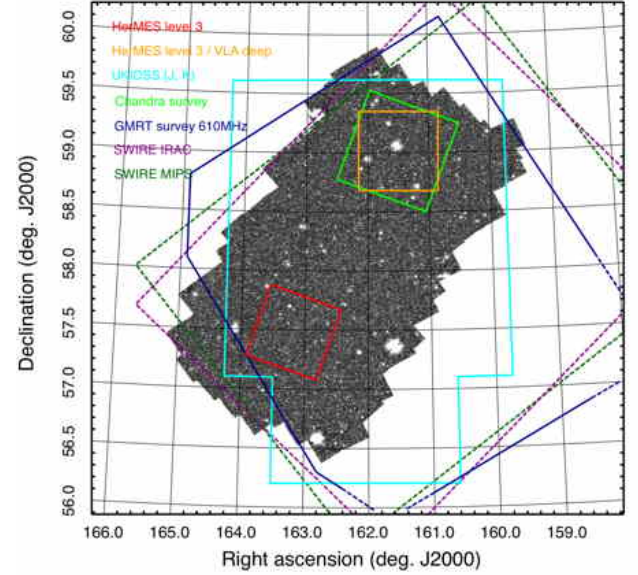 HerMES level 3
HerMES level 3 / VLA deep
UKIDSS (J, K)
Chandra survey
GMRT survey 610MHz
SWIRE IRAC
SWIRE MIPS
Declination (deg. J2000)
60.0
59.5
59.0
58.5
58.0
57.5
57.0
56.5
56.0
166.0 165.0 164.0 163.0 162.0 161.0 160.0 159.0
Right ascension (deg. J2000)